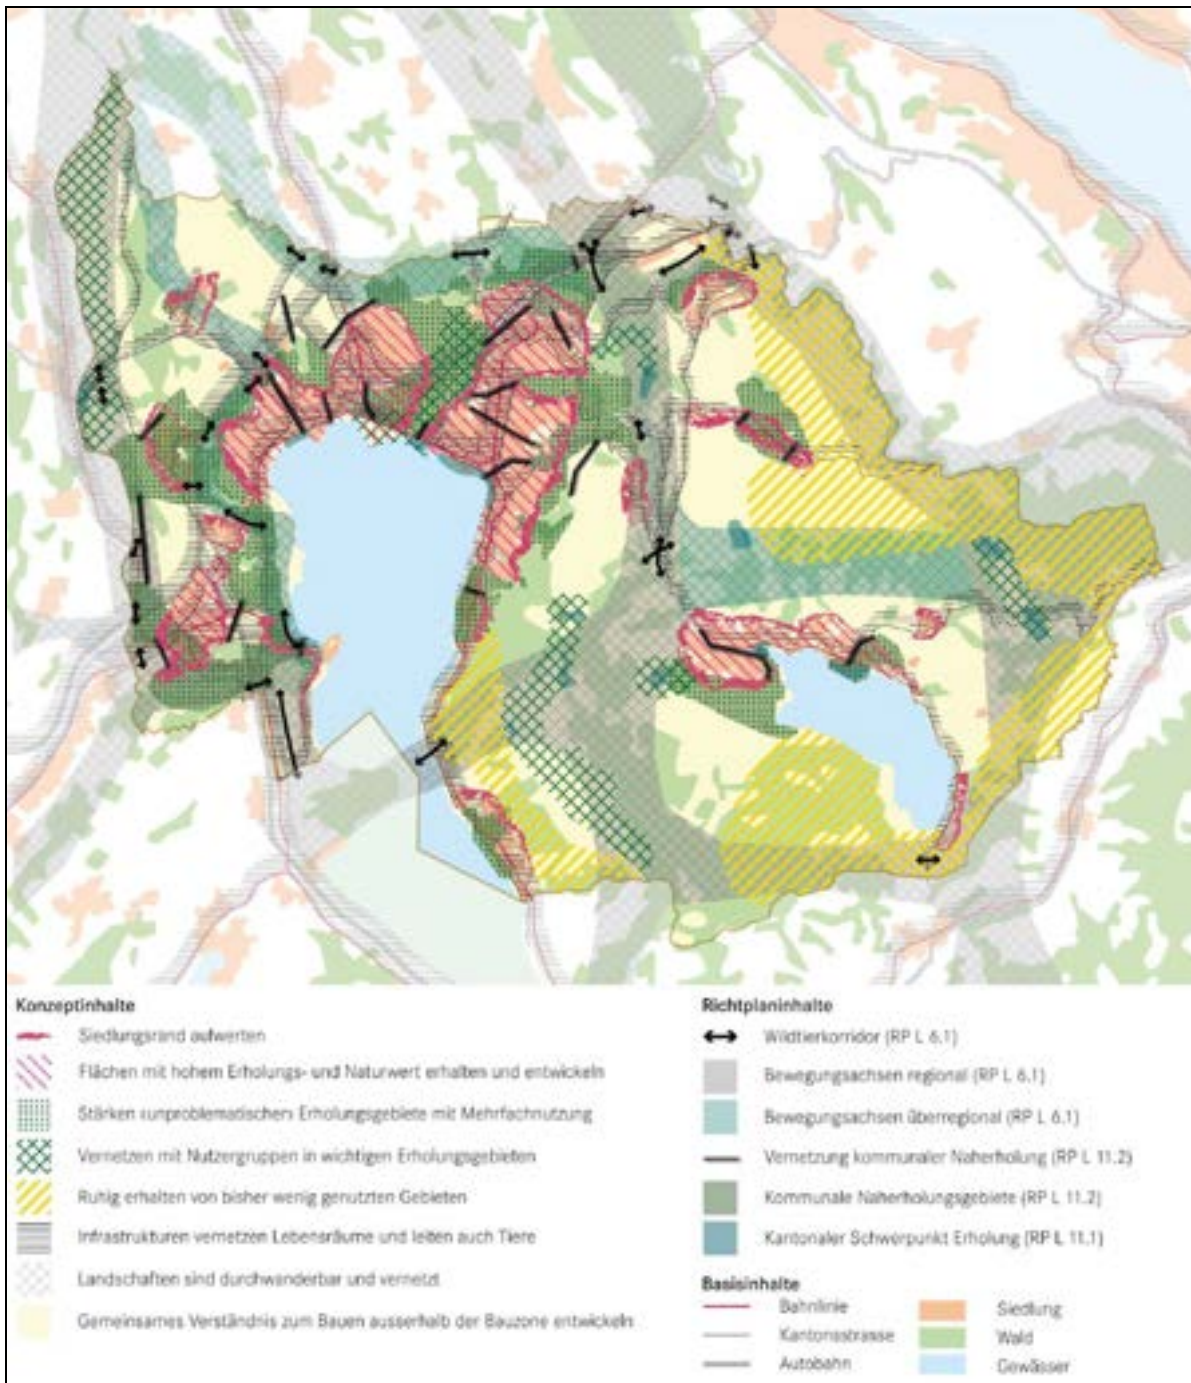 Konzeptinhalte
Siedlungsrand aufwerten
Flächen mit hohem Erholungs- und Naturwert erhalten und entwickeln
Stärken «unproblematischer» Erholungsgebiete mit Mehrfachnutzung
Vernetzen mit Nutzergruppen in wichtigen Erholungsgebieten
Ruhig erhalten von bisher wenig genutzten Gebieten
Infrastrukturen vernetzen Lebensräume und leiten auch Tiere
Landschaften sind durchwanderbar und vernetzt
Gemeinsames Verständnis zum Bauen ausserhalb der Bauzone entwickeln
Richtplaninhalte
Wildtierkorridor (RP L 6.1)
Bewegungsachsen regional (RP L 6.1)
Bewegungsachsen überregional (RP L 6.1)
Vernetzung kommunaler Naherholung (RP L 11.2)
Kommunale Naherholungsgebiete (RP L 11.2)
Kantonaler Schwerpunkt Erholung (RP L 11.1)
Basisinhalte
Bahnlinie
Kantonsstrasse
Autobahn
Siedlung
Wald
Gewässer